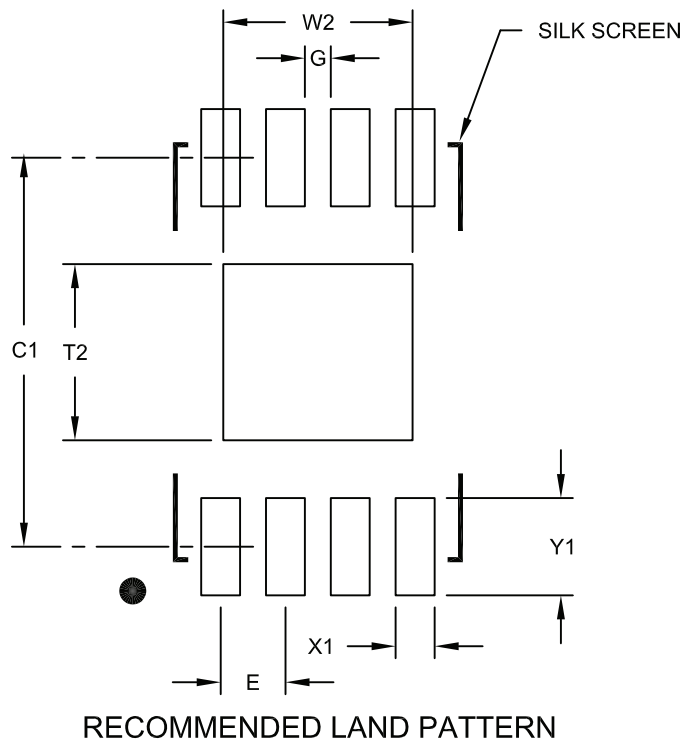 W2
SILK SCREEN
G
C1
T2
Y1
X1
E
RECOMMENDED LAND PATTERN